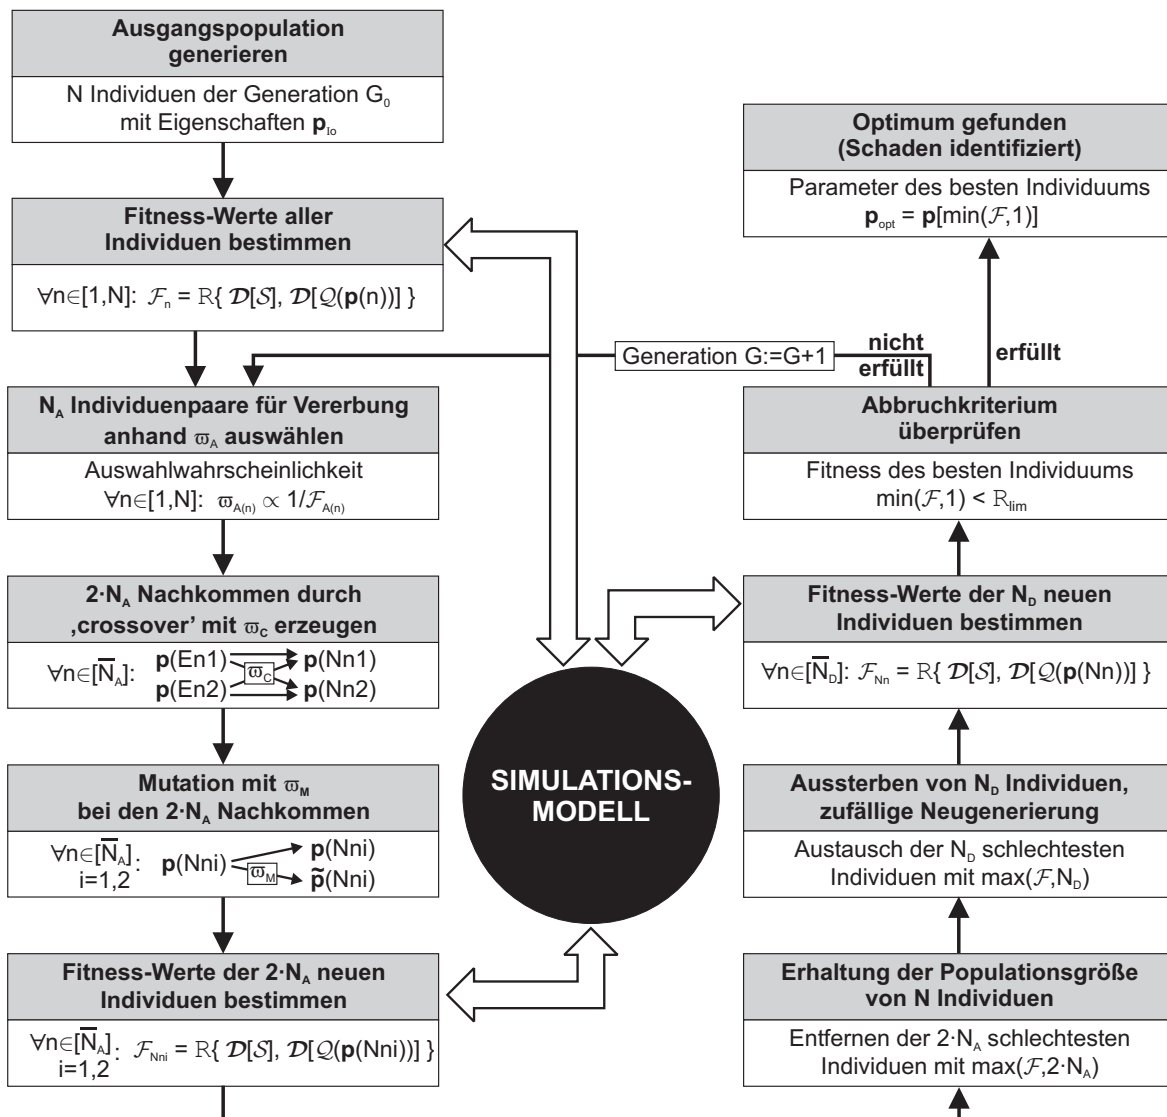 Ausgangspopulation
generieren
N Individuen der Generation G₀
mit Eigenschaften p_Io
Fitness-Werte aller
Individuen bestimmen
∀n∈[1,N]: ℱₙ = ℝ{ 𝒟[𝒮], 𝒟[𝒬(p(n))] }
N_A Individuenpaare für Vererbung
anhand ϖ_A auswählen
Auswahlwahrscheinlichkeit
∀n∈[1,N]: ϖ_A(n) ∝ 1/ℱ_A(n)
2·N_A Nachkommen durch
‚crossover’ mit ϖ_C erzeugen
∀n∈[N̅_A]:
p(En1) p(Nn1)
ϖ_C
p(En2) p(Nn2)
Mutation mit ϖ_M
bei den 2·N_A Nachkommen
∀n∈[N̅_A]:
i=1,2
p(Nni) p(Nni)
ϖ_M p̃(Nni)
Fitness-Werte der 2·N_A neuen
Individuen bestimmen
∀n∈[N̅_A]:
i=1,2
ℱ_Nni = ℝ{ 𝒟[𝒮], 𝒟[𝒬(p(Nni))] }
SIMULATIONS-
MODELL
Optimum gefunden
(Schaden identifiziert)
Parameter des besten Individuums
p_opt = p[min(ℱ,1)]
Generation G:=G+1
nicht
erfüllt
erfüllt
Abbruchkriterium
überprüfen
Fitness des besten Individuums
min(ℱ,1) < ℝ_lim
Fitness-Werte der N_D neuen
Individuen bestimmen
∀n∈[N̅_D]: ℱ_Nn = ℝ{ 𝒟[𝒮], 𝒟[𝒬(p(Nn))] }
Aussterben von N_D Individuen,
zufällige Neugenerierung
Austausch der N_D schlechtesten
Individuen mit max(ℱ,N_D)
Erhaltung der Populationsgröße
von N Individuen
Entfernen der 2·N_A schlechtesten
Individuen mit max(ℱ,2·N_A)